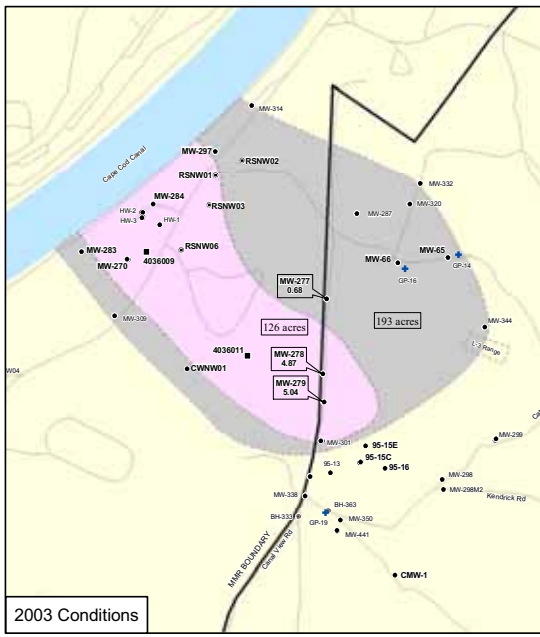 MW-314
Cape Cod Canal
MW-297
RSNW02
RSNW01
MW-332
MW-284
RSNW03
MW-320
HW-2
MW-287
HW-3
HW-1
MW-283
RSNW06
MW-65
MW-66
GP-14
MW-270
4036009
GP-16
MW-277
0.68
MW-309
126 acres
193 acres
MW-344
L-3 Range
4036011
MW-278
4.87
W04
CWNW01
MW-279
5.04
MW-301
95-15E
MW-299
95-15C
95-13
95-16
MW-298
MW-338
MW-298M2
BH-363
Kendrick Rd
BH-333
GP-19
MW-350
MW-441
MMR BOUNDARY
Canal View Rd
CMW-1
2003 Conditions